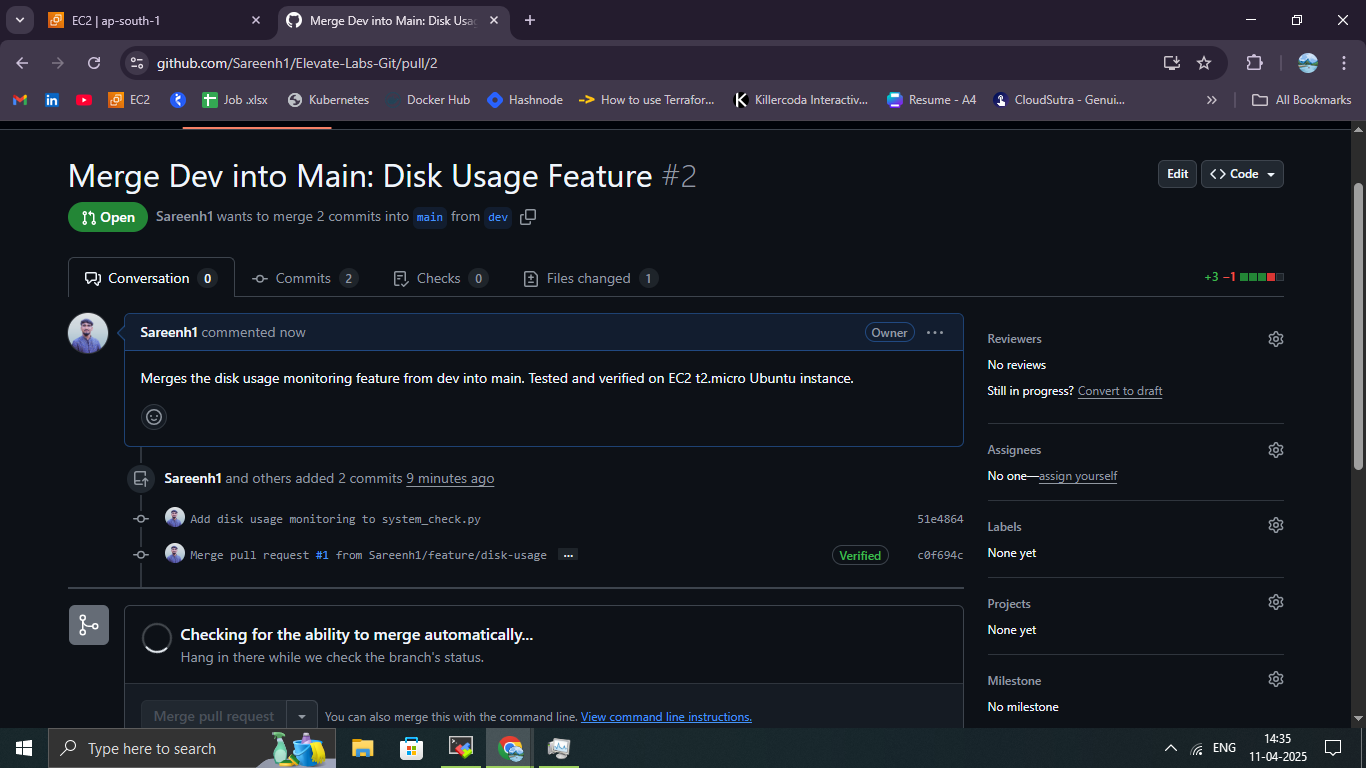 EC2 | ap-south-1
Merge Dev into Main: Disk Usa
github.com/Sareenh1/Elevate-Labs-Git/pull/2
EC2
Job .xlsx
Kubernetes
Docker Hub
Hashnode
How to use Terrafor...
Killercoda Interactiv...
Resume - A4
CloudSutra - Genui...
All Bookmarks
Merge Dev into Main: Disk Usage Feature #2
Edit
Code
Open
Sareenh1 wants to merge 2 commits into main from dev
Conversation 0
Commits 2
Checks 0
Files changed 1
+3 −1
Sareenh1 commented now
Owner
Merges the disk usage monitoring feature from dev into main. Tested and verified on EC2 t2.micro Ubuntu instance.
Sareenh1 and others added 2 commits 9 minutes ago
Add disk usage monitoring to system_check.py
51e4864
Merge pull request #1 from Sareenh1/feature/disk-usage
...
Verified
c0f694c
Checking for the ability to merge automatically...
Hang in there while we check the branch's status.
Merge pull request
You can also merge this with the command line. View command line instructions.
Reviewers
No reviews
Still in progress? Convert to draft
Assignees
No one—assign yourself
Labels
None yet
Projects
None yet
Milestone
No milestone
Type here to search
ENG
14:35
11-04-2025